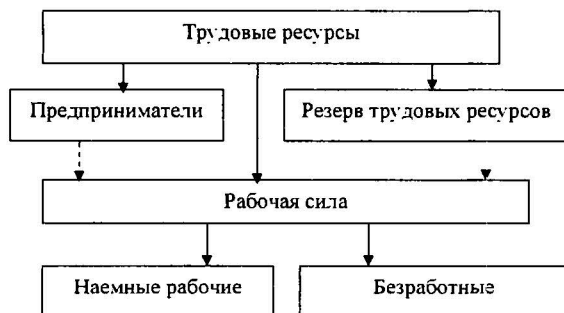 Трудовые ресурсы
Предприниматели
Резерв трудовых ресурсов
Рабочая сила
Наемные рабочие
Безработные